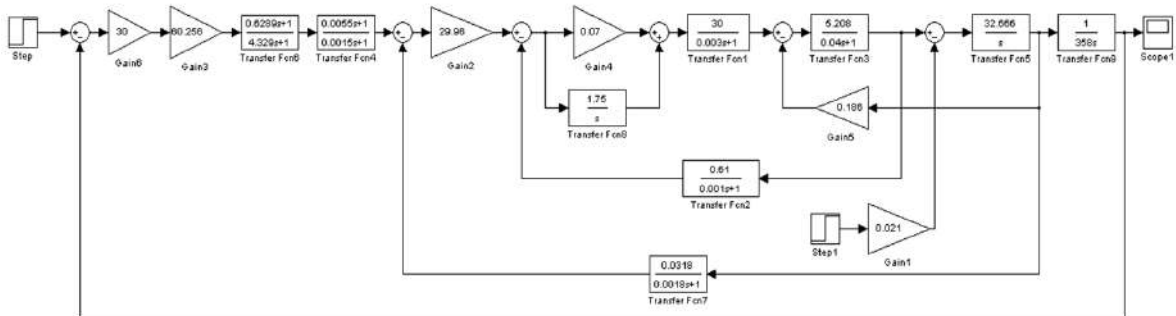 Step
30
Gain6
60.256
Gain3
0.6289s+1
4.329s+1
Transfer Fcn6
0.0055s+1
0.0015s+1
Transfer Fcn4
29.98
Gain2
0.07
Gain4
1.75
s
Transfer Fcn8
30
0.003s+1
Transfer Fcn1
5.208
0.04s+1
Transfer Fcn3
32.666
s
Transfer Fcn5
1
358s
Transfer Fcn9
Scope1
0.186
Gain5
0.61
0.001s+1
Transfer Fcn2
Step1
0.021
Gain1
0.0318
0.0018s+1
Transfer Fcn7